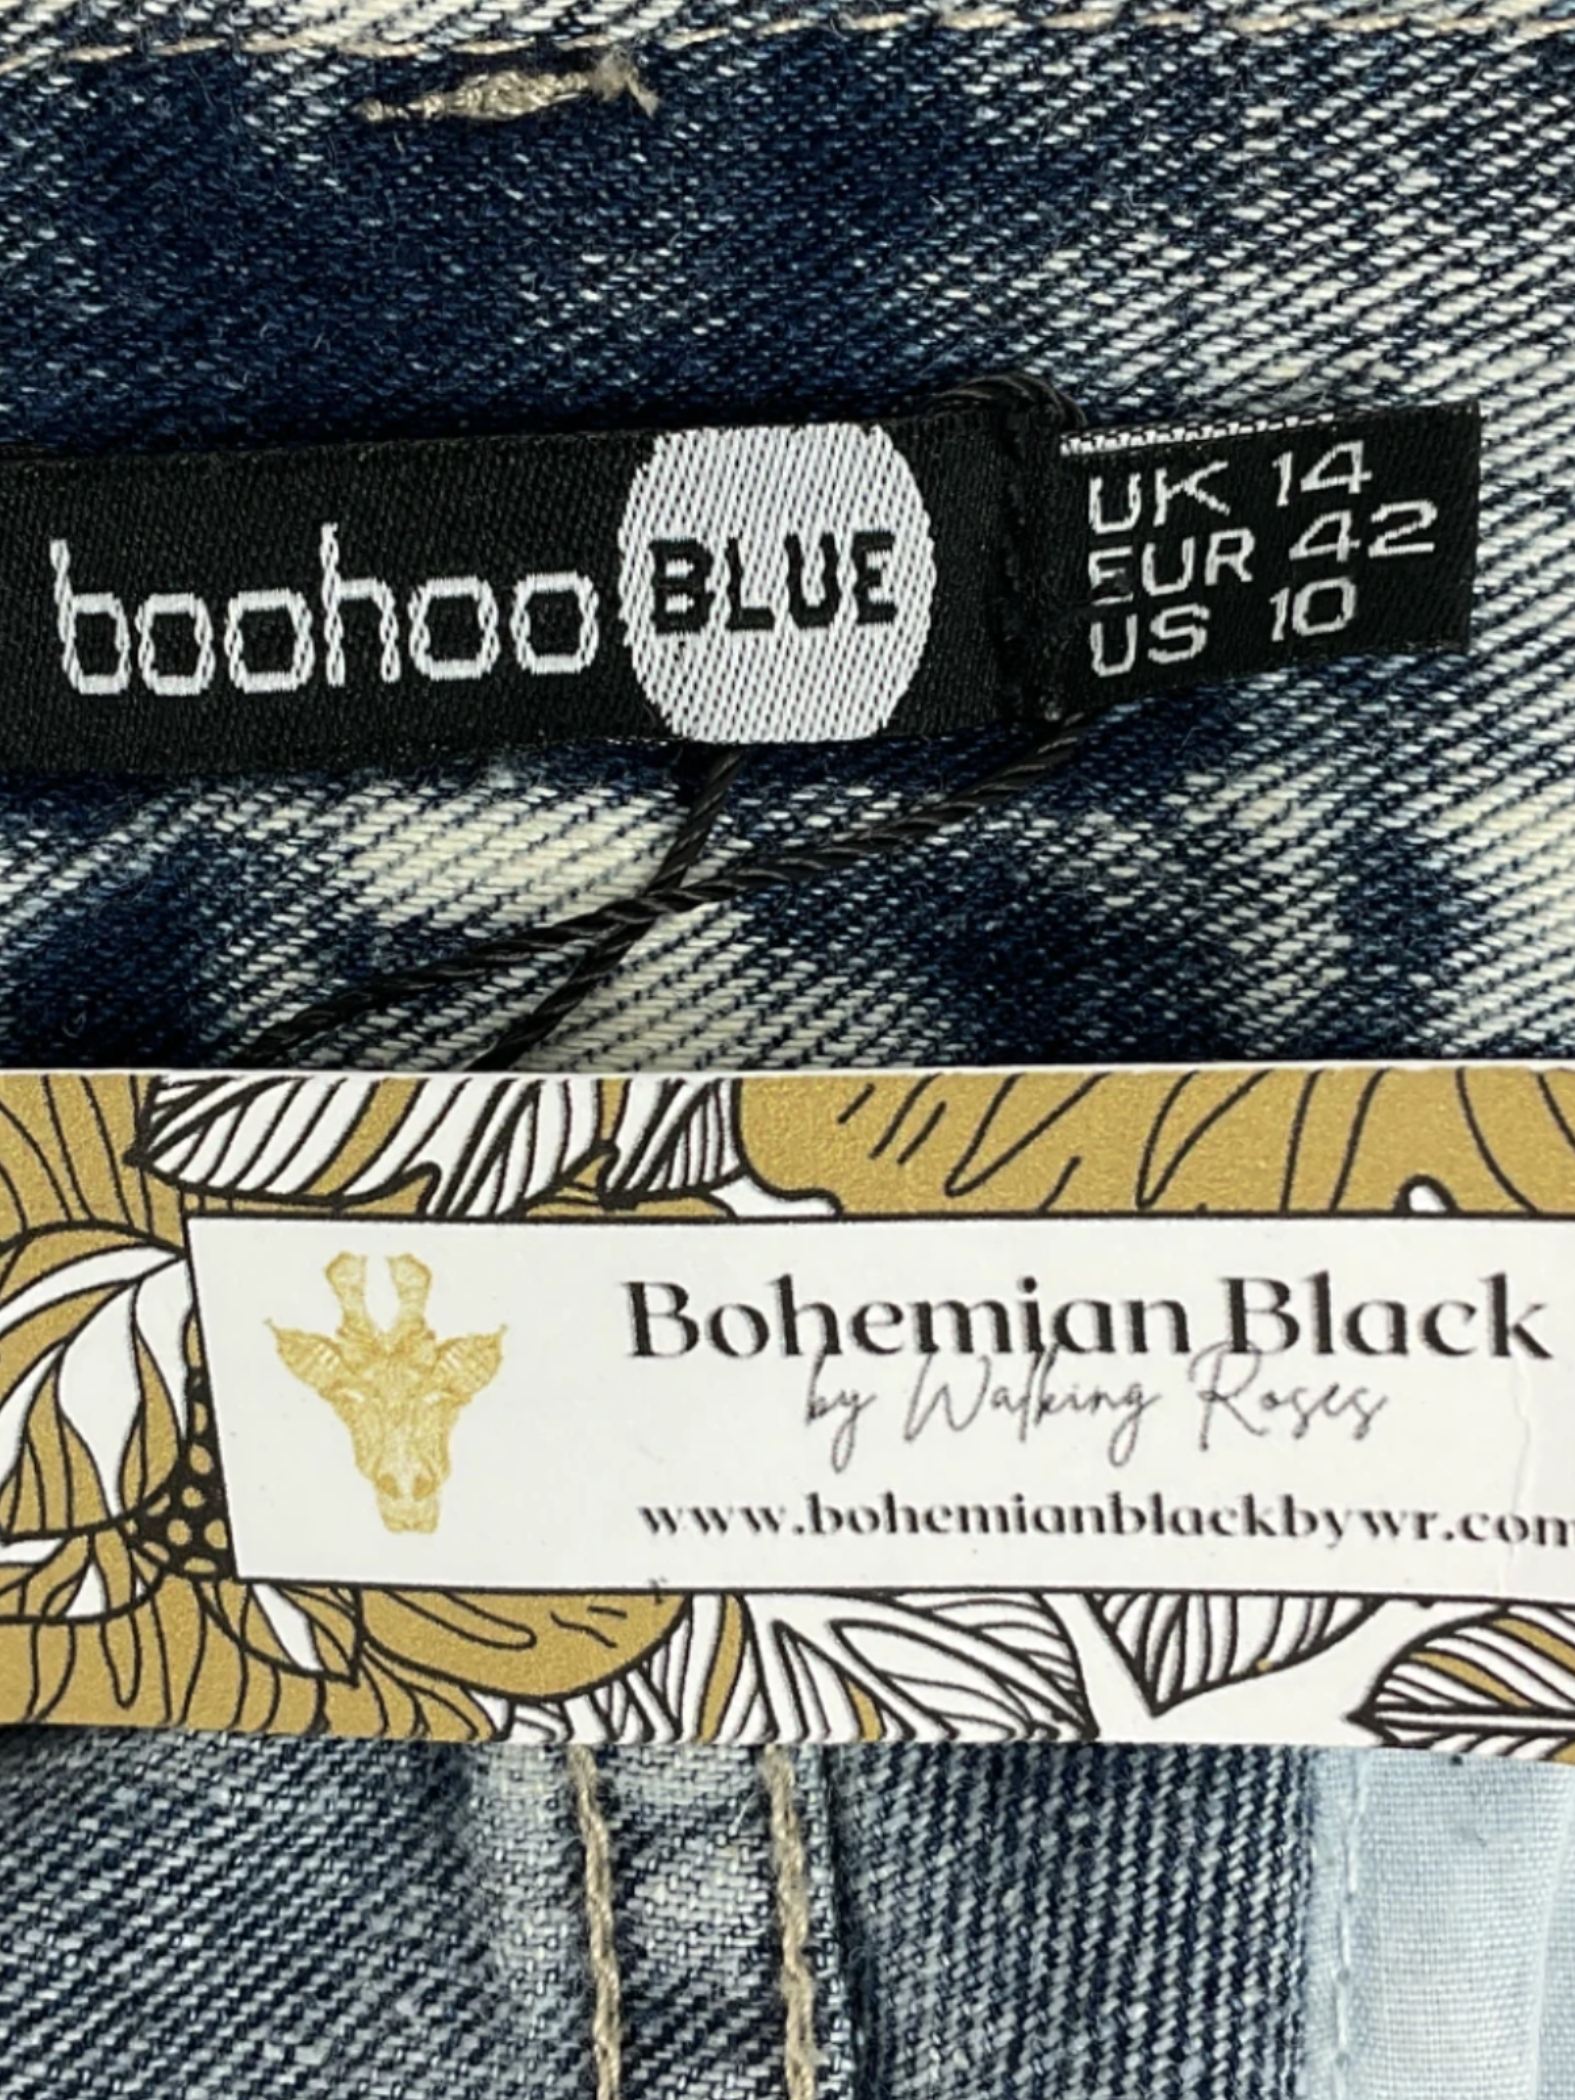 boohoo BLUE
UK 14
EUR 42
US 10
Bohemian Black
by Walking Roses
www.bohemianblackbywr.com